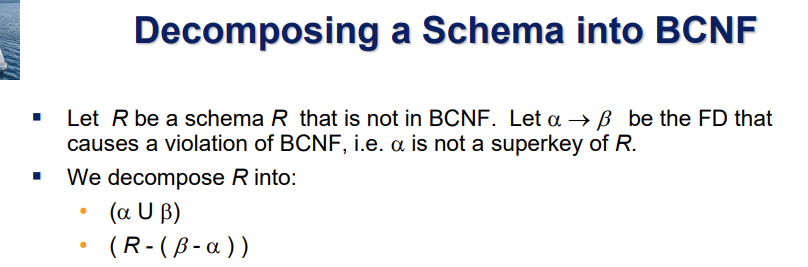 Decomposing a Schema into BCNF
▪ Let R be a schema R that is not in BCNF. Let α → β be the FD that
causes a violation of BCNF, i.e. α is not a superkey of R.
▪ We decompose R into:
• (α U β)
• ( R - ( β - α ) )